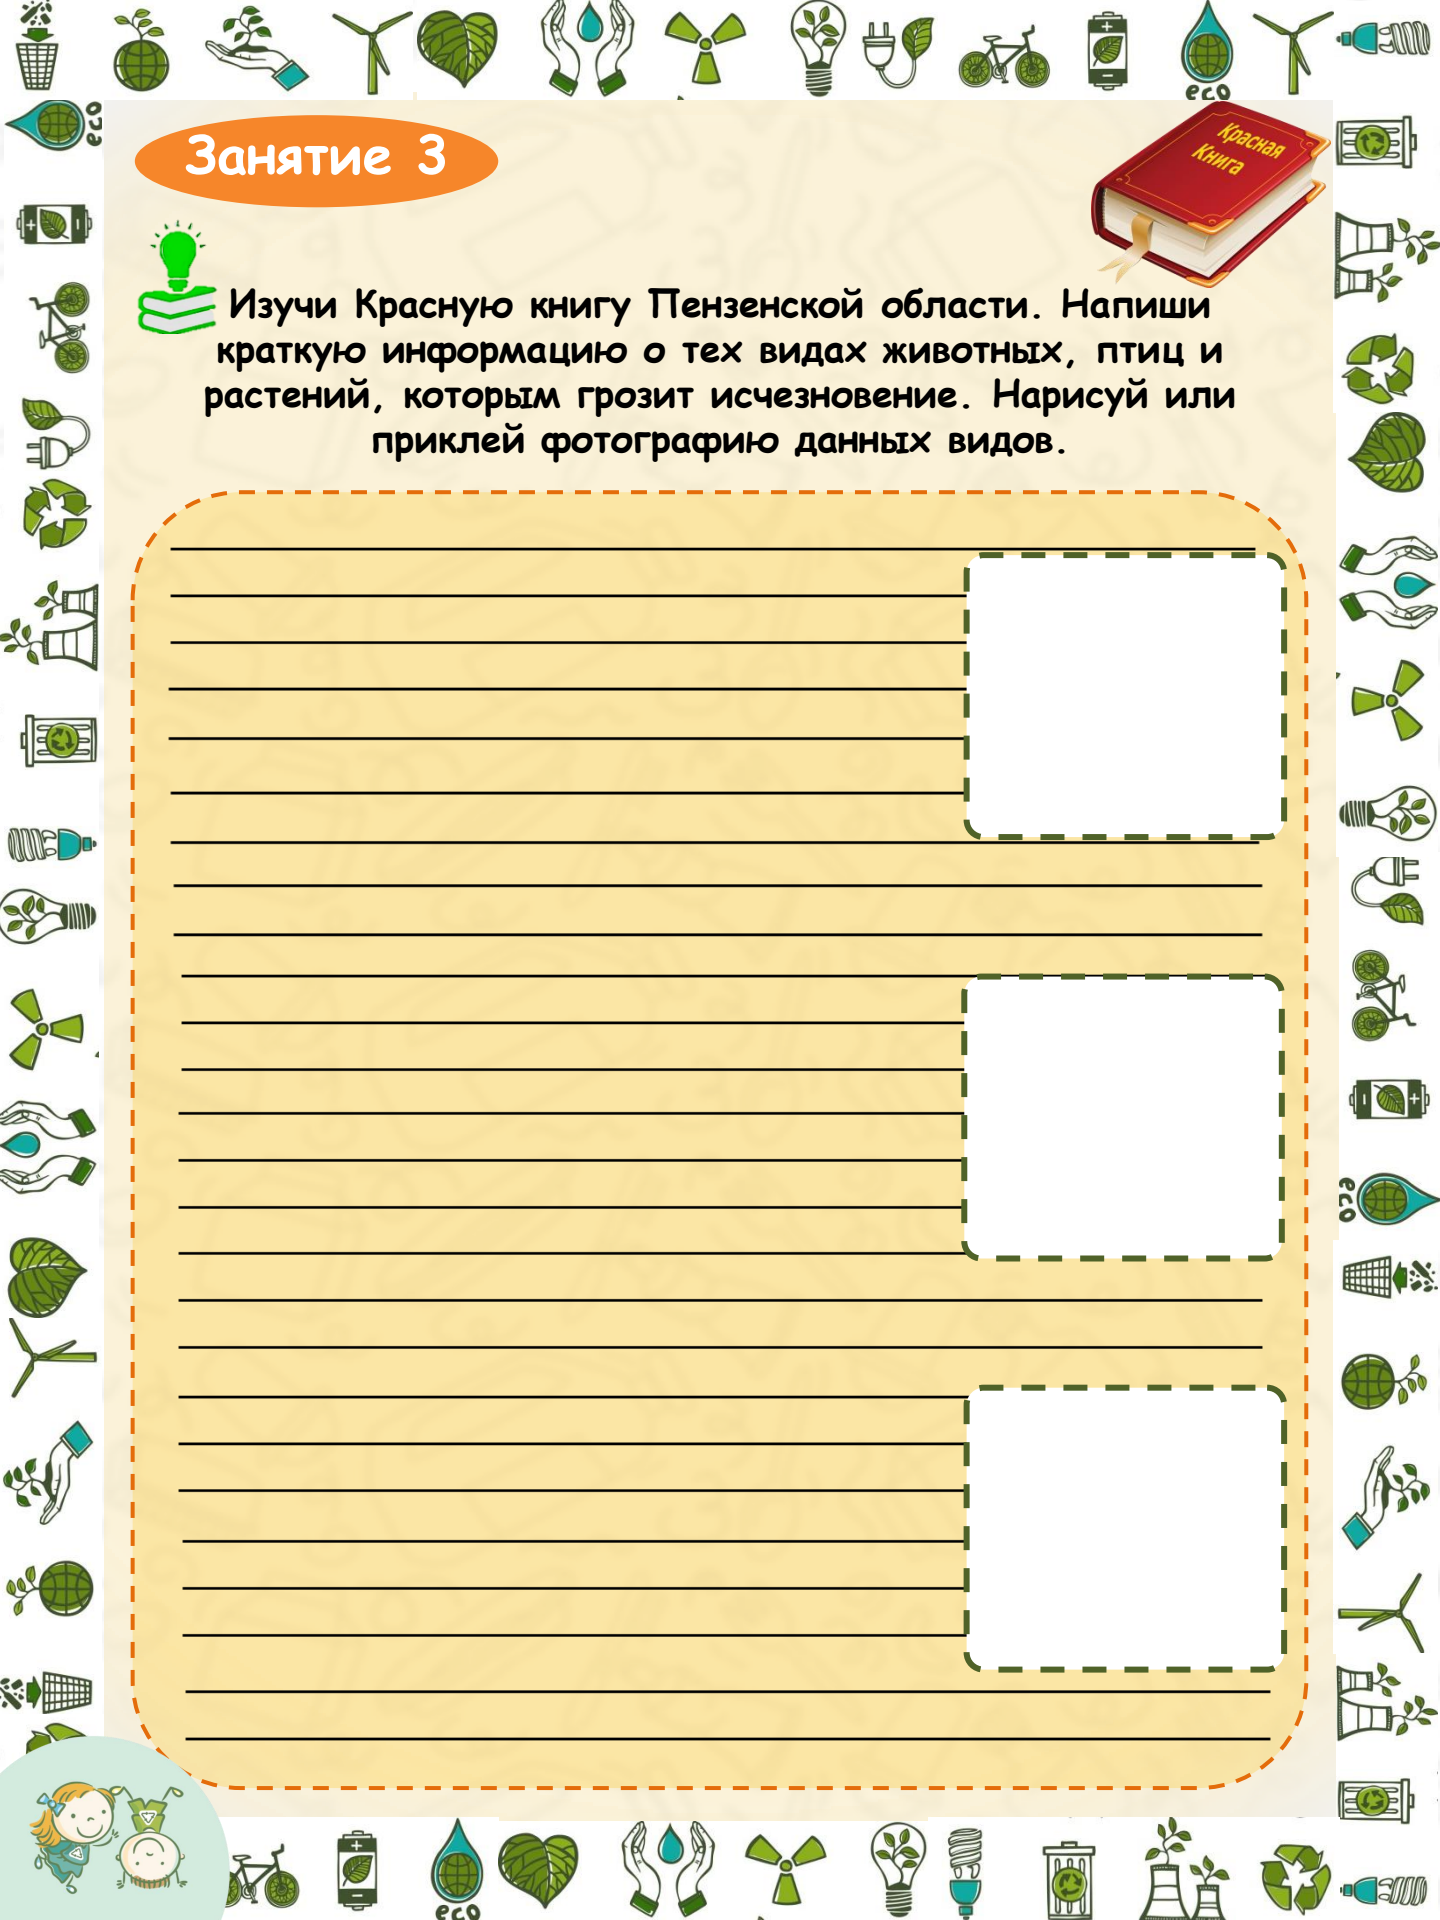 eco
Занятие 3
Красная
Книга
Изучи Красную книгу Пензенской области. Напиши
краткую информацию о тех видах животных, птиц и
растений, которым грозит исчезновение. Нарисуй или
приклей фотографию данных видов.
eco
eco
eco